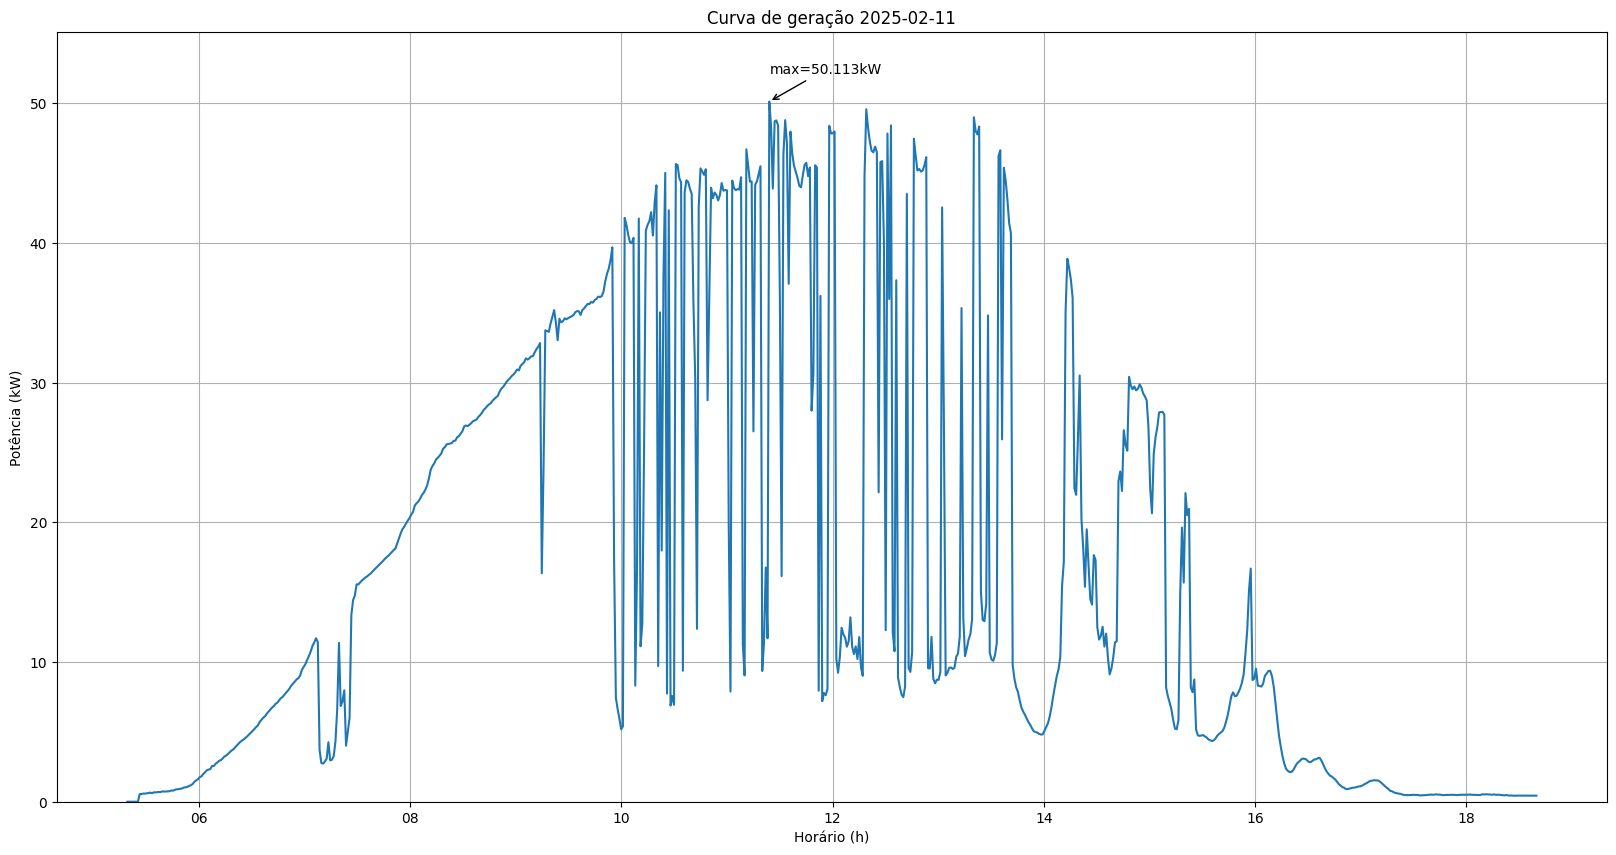 Curva de geração 2025-02-11
max=50.113kW
50
40
30
20
10
0
Potência (kW)
06 08 10 12 14 16 18
Horário (h)